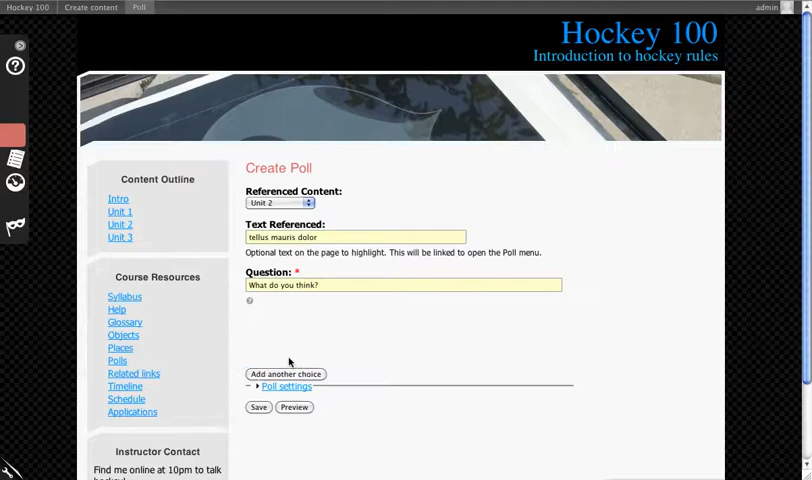 Hockey 100
Create content
Poll
admin
Hockey 100
Introduction to hockey rules
Content Outline
Intro
Unit 1
Unit 2
Unit 3
Course Resources
Syllabus
Help
Glossary
Objects
Places
Polls
Related links
Timeline
Schedule
Applications
Instructor Contact
Find me online at 10pm to talk
Create Poll
Referenced Content:
Unit 2
Text Referenced:
tellus mauris dolor
Optional text on the page to highlight. This will be linked to open the Poll menu.
Question: *
What do you think?
Add another choice
Poll settings
Save
Preview